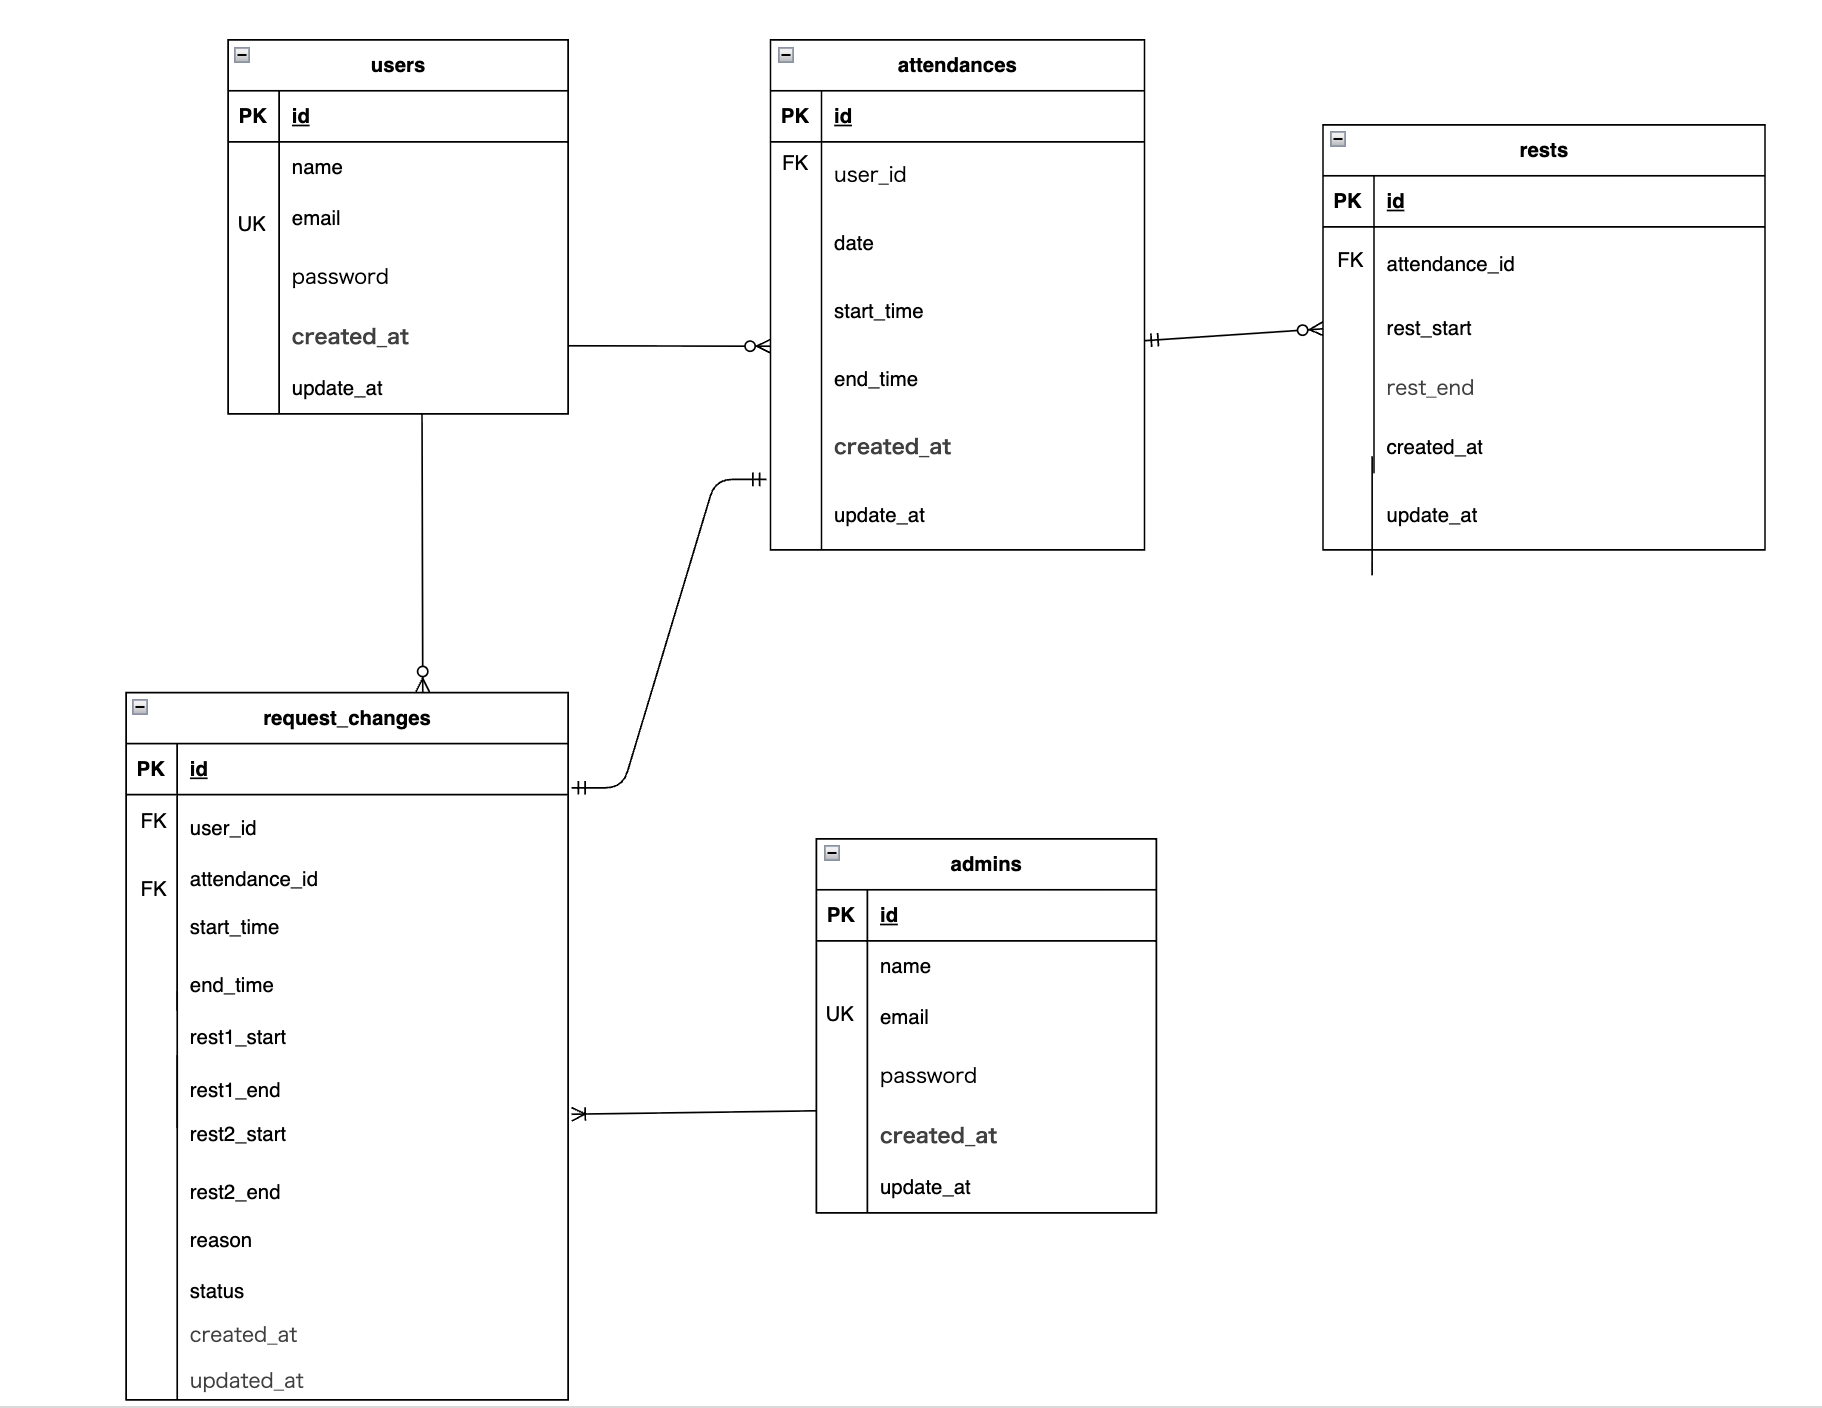 users
PK id
name
UK email
password
created_at
update_at
attendances
PK id
FK user_id
date
start_time
end_time
created_at
update_at
rests
PK id
FK attendance_id
rest_start
rest_end
created_at
update_at
request_changes
PK id
FK user_id
FK attendance_id
start_time
end_time
rest1_start
rest1_end
rest2_start
rest2_end
reason
status
created_at
updated_at
admins
PK id
name
UK email
password
created_at
update_at